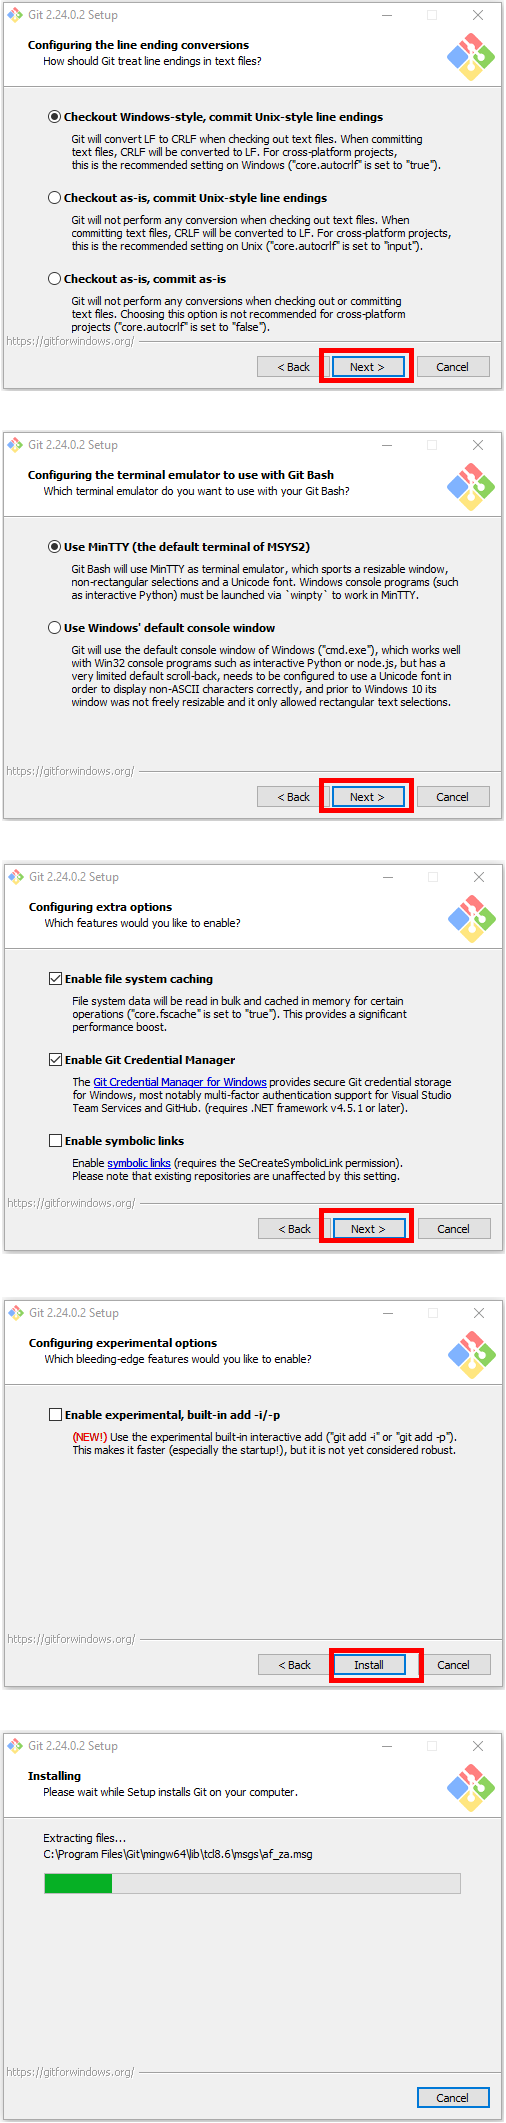 Git 2.24.0.2 Setup
Configuring the line ending conversions
How should Git treat line endings in text files?
Checkout Windows-style, commit Unix-style line endings
Git will convert LF to CRLF when checking out text files. When committing
text files, CRLF will be converted to LF. For cross-platform projects,
this is the recommended setting on Windows ("core.autocrlf" is set to "true").
Checkout as-is, commit Unix-style line endings
Git will not perform any conversion when checking out text files. When
committing text files, CRLF will be converted to LF. For cross-platform projects,
this is the recommended setting on Unix ("core.autocrlf" is set to "input").
Checkout as-is, commit as-is
Git will not perform any conversions when checking out or committing
text files. Choosing this option is not recommended for cross-platform
projects ("core.autocrlf" is set to "false").
https://gitforwindows.org/
< Back Next > Cancel
Git 2.24.0.2 Setup
Configuring the terminal emulator to use with Git Bash
Which terminal emulator do you want to use with your Git Bash?
Use MinTTY (the default terminal of MSYS2)
Git Bash will use MinTTY as terminal emulator, which sports a resizable window,
non-rectangular selections and a Unicode font. Windows console programs (such
as interactive Python) must be launched via `winpty` to work in MinTTY.
Use Windows' default console window
Git will use the default console window of Windows ("cmd.exe"), which works well
with Win32 console programs such as interactive Python or node.js, but has a
very limited default scroll-back, needs to be configured to use a Unicode font in
order to display non-ASCII characters correctly, and prior to Windows 10 its
window was not freely resizable and it only allowed rectangular text selections.
https://gitforwindows.org/
< Back Next > Cancel
Git 2.24.0.2 Setup
Configuring extra options
Which features would you like to enable?
Enable file system caching
File system data will be read in bulk and cached in memory for certain
operations ("core.fscache" is set to "true"). This provides a significant
performance boost.
Enable Git Credential Manager
The Git Credential Manager for Windows provides secure Git credential storage
for Windows, most notably multi-factor authentication support for Visual Studio
Team Services and GitHub. (requires .NET framework v4.5.1 or later).
Enable symbolic links
Enable symbolic links (requires the SeCreateSymbolicLink permission).
Please note that existing repositories are unaffected by this setting.
https://gitforwindows.org/
< Back Next > Cancel
Git 2.24.0.2 Setup
Configuring experimental options
Which bleeding-edge features would you like to enable?
Enable experimental, built-in add -i/-p
(NEW!) Use the experimental built-in interactive add ("git add -i" or "git add -p").
This makes it faster (especially the startup!), but it is not yet considered robust.
https://gitforwindows.org/
< Back Install Cancel
Git 2.24.0.2 Setup
Installing
Please wait while Setup installs Git on your computer.
Extracting files...
C:\Program Files\Git\mingw64\lib\tcl8.6\msgs\af_za.msg
https://gitforwindows.org/
Cancel